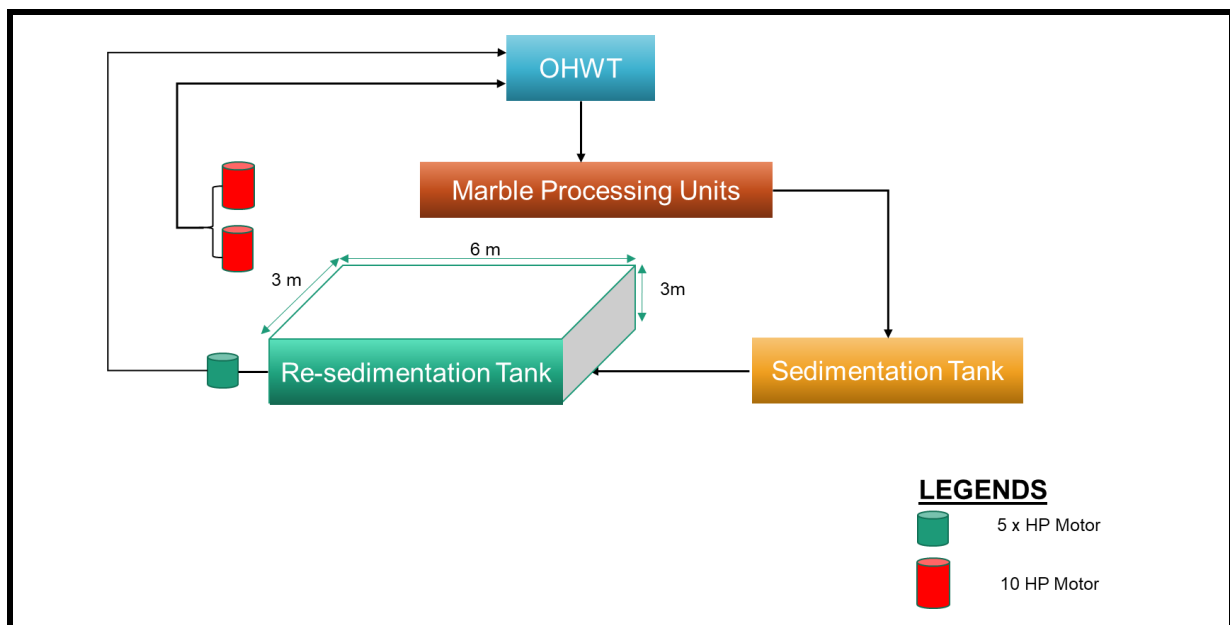 OHWT
Marble Processing Units
6 m
3 m
3m
Re-sedimentation Tank
Sedimentation Tank
LEGENDS
5 x HP Motor
10 HP Motor